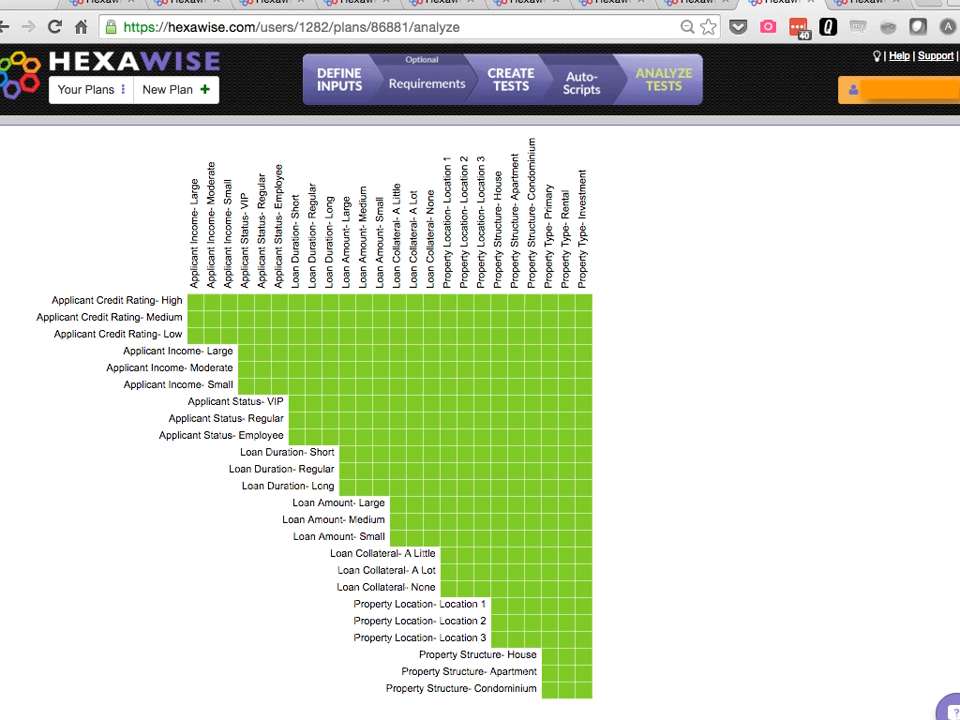 https://hexawise.com/users/1282/plans/86881/analyze
40
HEXAWISE
Your Plans
New Plan +
DEFINE INPUTS
Optional
Requirements
CREATE TESTS
Auto-Scripts
ANALYZE TESTS
Help | Support |
Applicant Income- Large
Applicant Income- Moderate
Applicant Income- Small
Applicant Status- VIP
Applicant Status- Regular
Applicant Status- Employee
Loan Duration- Short
Loan Duration- Regular
Loan Duration- Long
Loan Amount- Large
Loan Amount- Medium
Loan Amount- Small
Loan Collateral- A Little
Loan Collateral- A Lot
Loan Collateral- None
Property Location- Location 1
Property Location- Location 2
Property Location- Location 3
Property Structure- House
Property Structure- Apartment
Property Structure- Condominium
Property Type- Primary
Property Type- Rental
Property Type- Investment
Applicant Credit Rating- High
Applicant Credit Rating- Medium
Applicant Credit Rating- Low
Applicant Income- Large
Applicant Income- Moderate
Applicant Income- Small
Applicant Status- VIP
Applicant Status- Regular
Applicant Status- Employee
Loan Duration- Short
Loan Duration- Regular
Loan Duration- Long
Loan Amount- Large
Loan Amount- Medium
Loan Amount- Small
Loan Collateral- A Little
Loan Collateral- A Lot
Loan Collateral- None
Property Location- Location 1
Property Location- Location 2
Property Location- Location 3
Property Structure- House
Property Structure- Apartment
Property Structure- Condominium